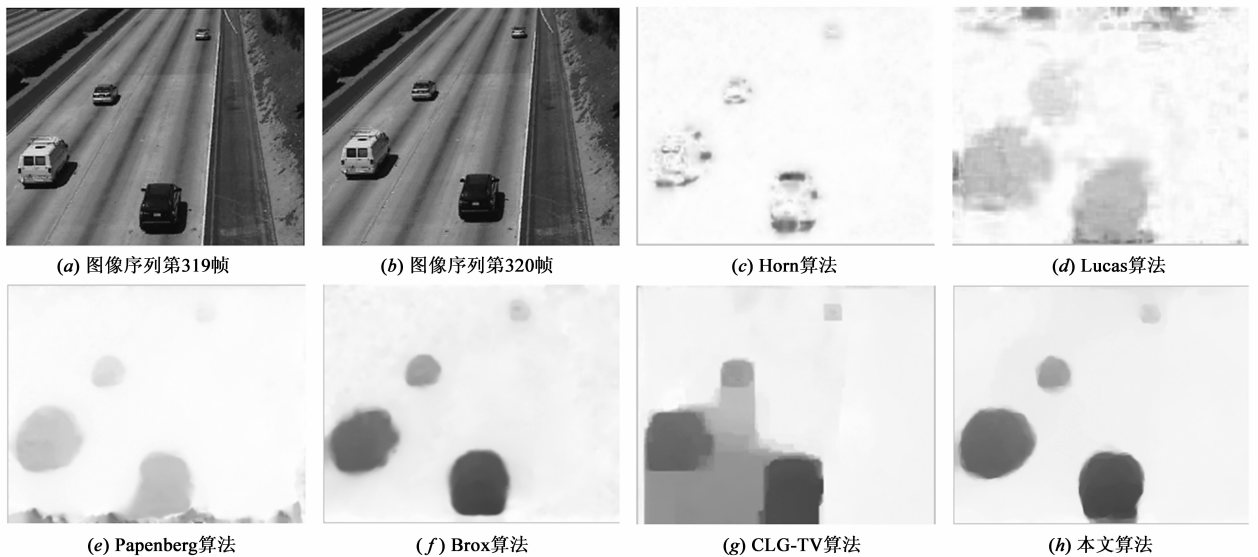 (a) 图像序列第319帧
(b) 图像序列第320帧
(c) Horn算法
(d) Lucas算法
(e) Papenberg算法
(f) Brox算法
(g) CLG-TV算法
(h) 本文算法